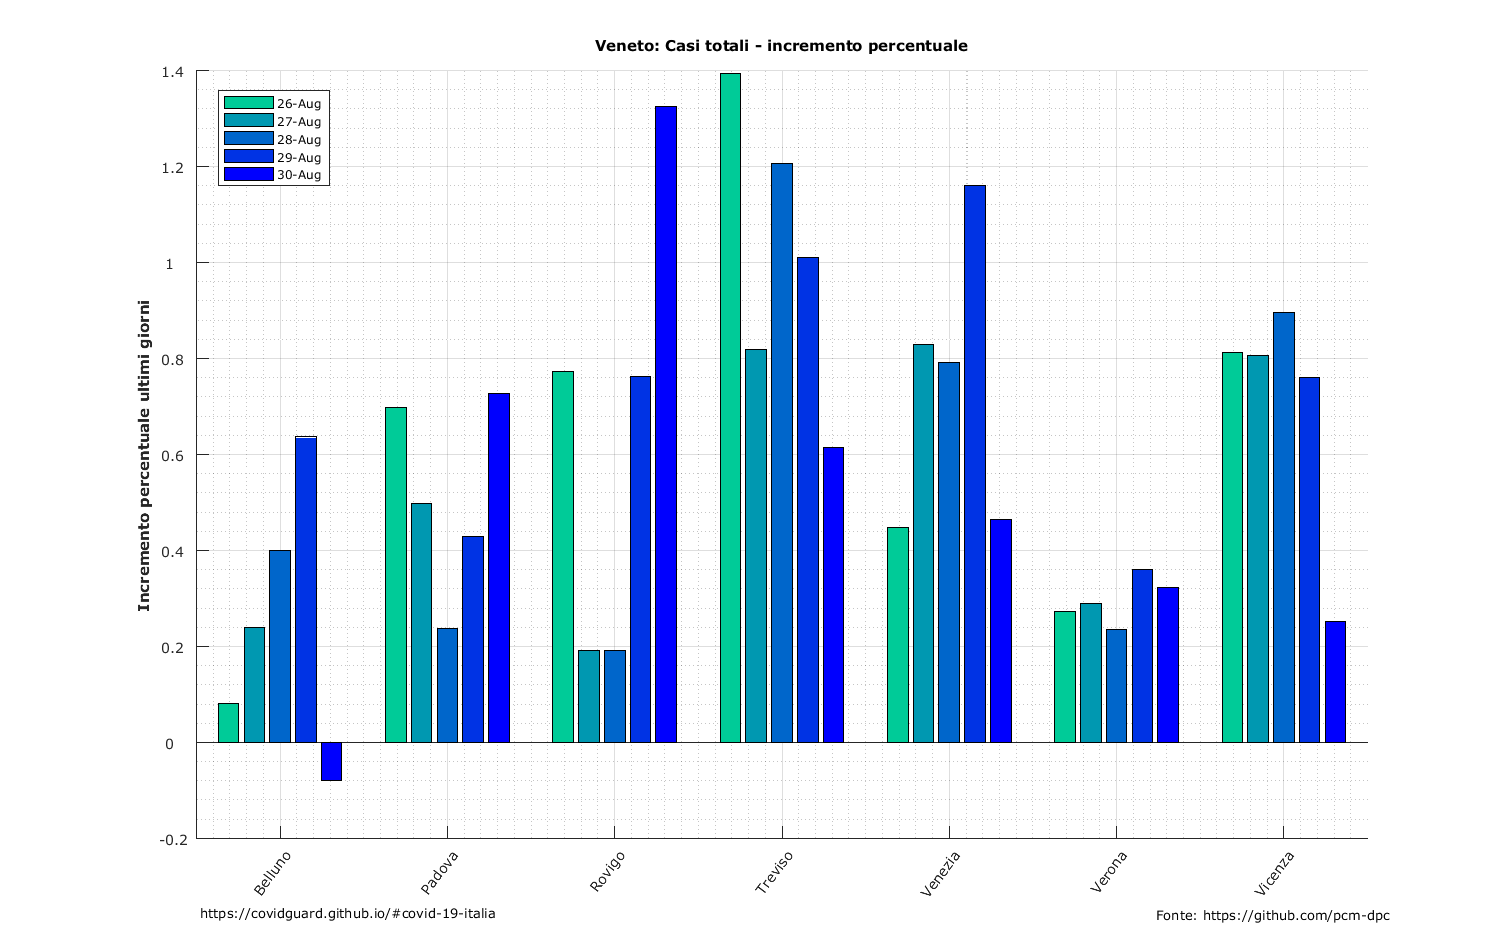 Veneto: Casi totali - incremento percentuale
1.4
1.2
1
0.8
0.6
0.4
0.2
0
-0.2
Incremento percentuale ultimi giorni
26-Aug
27-Aug
28-Aug
29-Aug
30-Aug
Belluno
Padova
Rovigo
Treviso
Venezia
Verona
Vicenza
https://covidguard.github.io/#covid-19-italia
Fonte: https://github.com/pcm-dpc